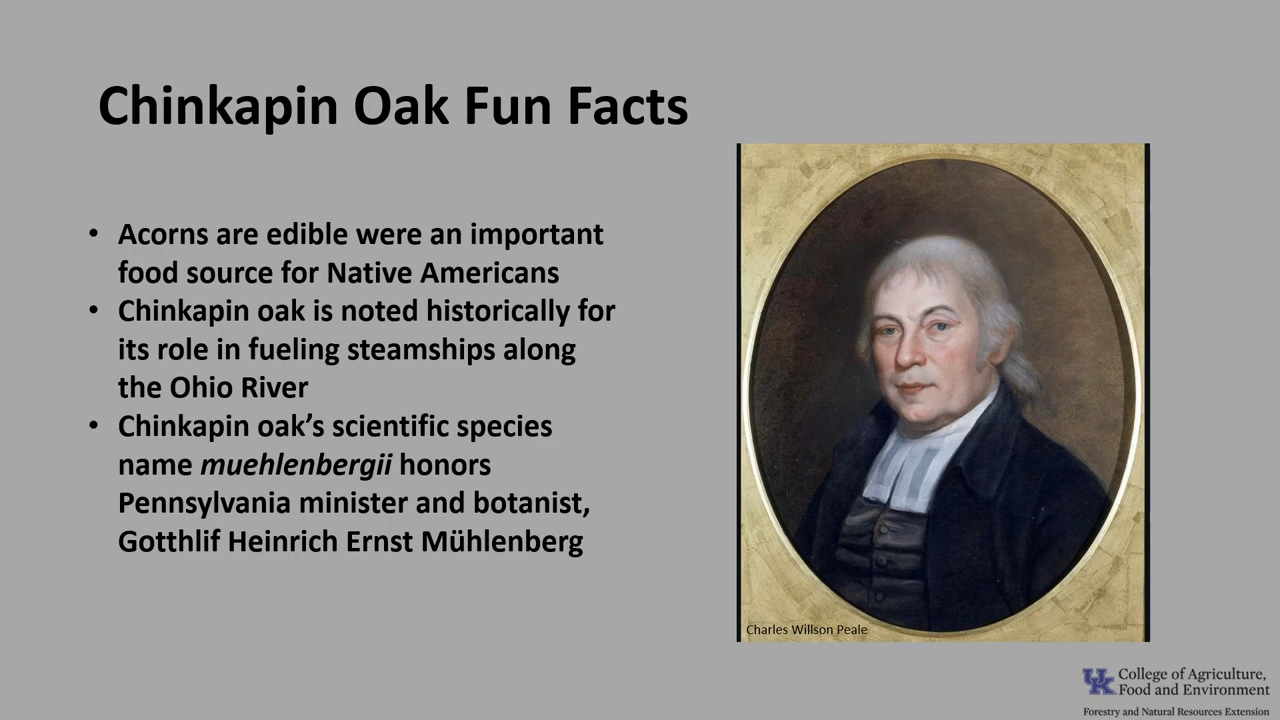 Chinkapin Oak Fun Facts
• Acorns are edible were an important
food source for Native Americans
• Chinkapin oak is noted historically for
its role in fueling steamships along
the Ohio River
• Chinkapin oak’s scientific species
name muehlenbergii honors
Pennsylvania minister and botanist,
Gotthlif Heinrich Ernst Mühlenberg
Charles Willson Peale
UK College of Agriculture,
Food and Environment
Forestry and Natural Resources Extension